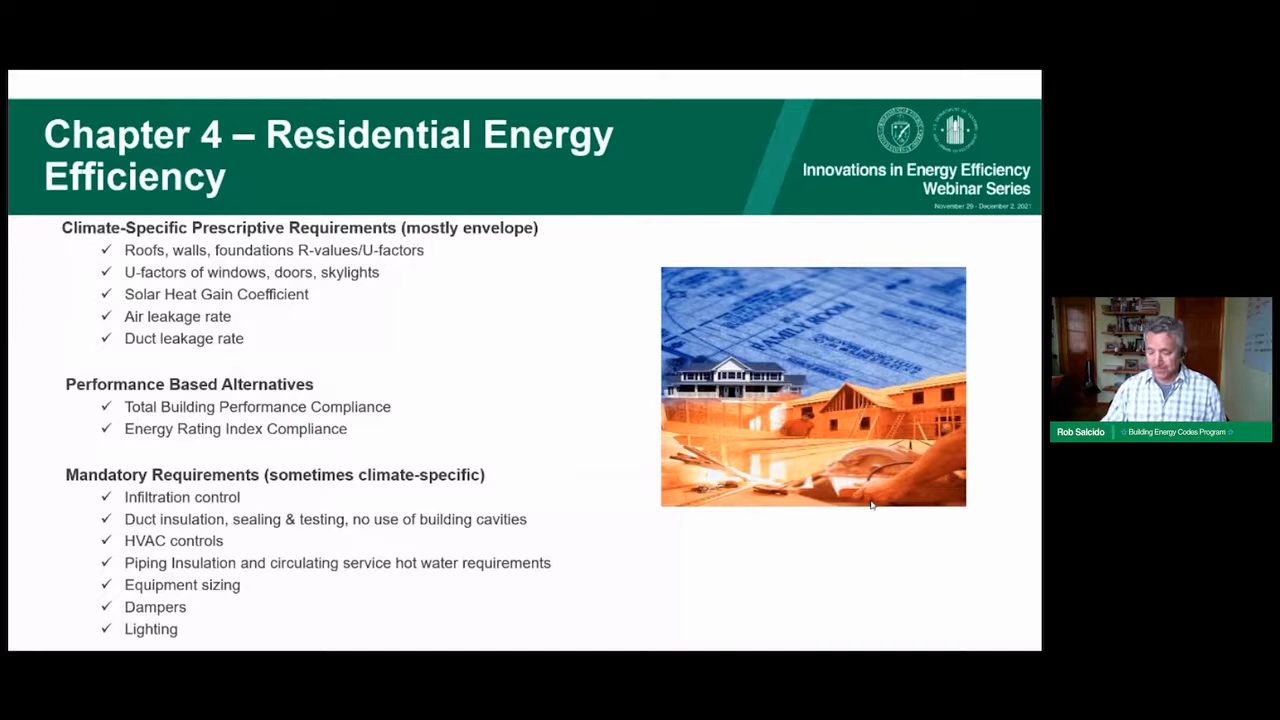 Chapter 4 – Residential Energy
Efficiency
Innovations in Energy Efficiency
Webinar Series
November 29 - December 2, 2021
Climate-Specific Prescriptive Requirements (mostly envelope)
✓ Roofs, walls, foundations R-values/U-factors
✓ U-factors of windows, doors, skylights
✓ Solar Heat Gain Coefficient
✓ Air leakage rate
✓ Duct leakage rate
Performance Based Alternatives
✓ Total Building Performance Compliance
✓ Energy Rating Index Compliance
Mandatory Requirements (sometimes climate-specific)
✓ Infiltration control
✓ Duct insulation, sealing & testing, no use of building cavities
✓ HVAC controls
✓ Piping Insulation and circulating service hot water requirements
✓ Equipment sizing
✓ Dampers
✓ Lighting
FAMILY ROOM
Rob Salcido
☆ Building Energy Codes Program ☆